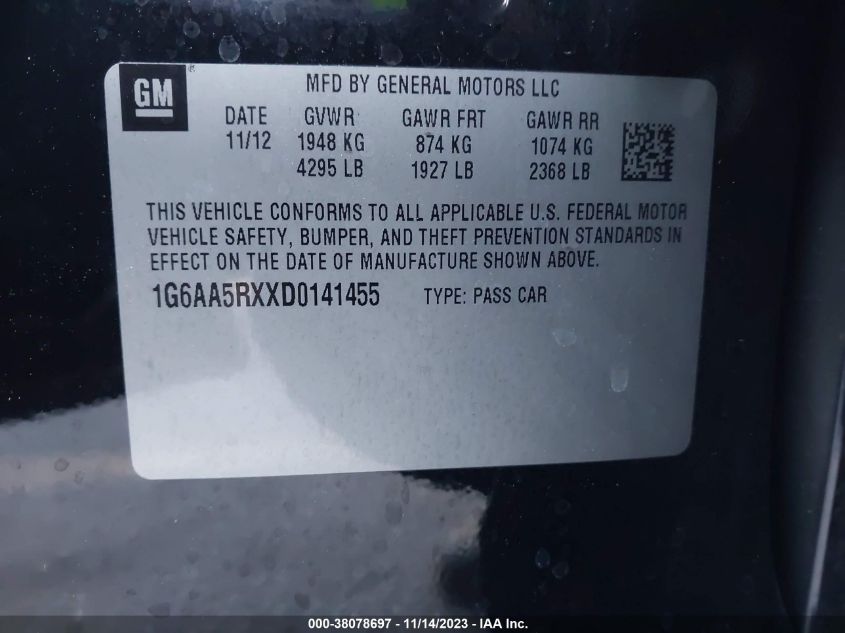 GM ®
MFD BY GENERAL MOTORS LLC
DATE GVWR GAWR FRT GAWR RR
11/12 1948 KG 874 KG 1074 KG
4295 LB 1927 LB 2368 LB
THIS VEHICLE CONFORMS TO ALL APPLICABLE U.S. FEDERAL MOTOR
VEHICLE SAFETY, BUMPER, AND THEFT PREVENTION STANDARDS IN
EFFECT ON THE DATE OF MANUFACTURE SHOWN ABOVE.
1G6AA5RXXD0141455 TYPE: PASS CAR
000-38078697 - 11/14/2023 - IAA Inc.